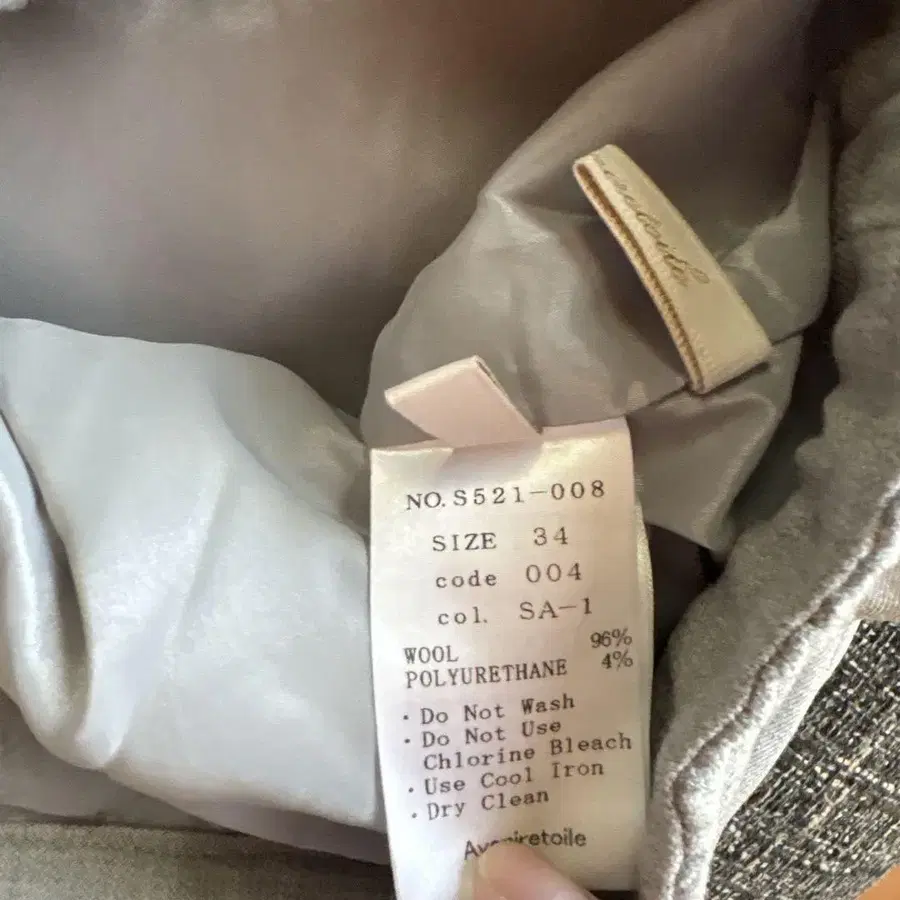 NO. S521-008
SIZE 34
code 004
col. SA-1
WOOL 96%
POLYURETHANE 4%
· Do Not Wash
· Do Not Use
Chlorine Bleach
· Use Cool Iron
· Dry Clean
Aveniretoile